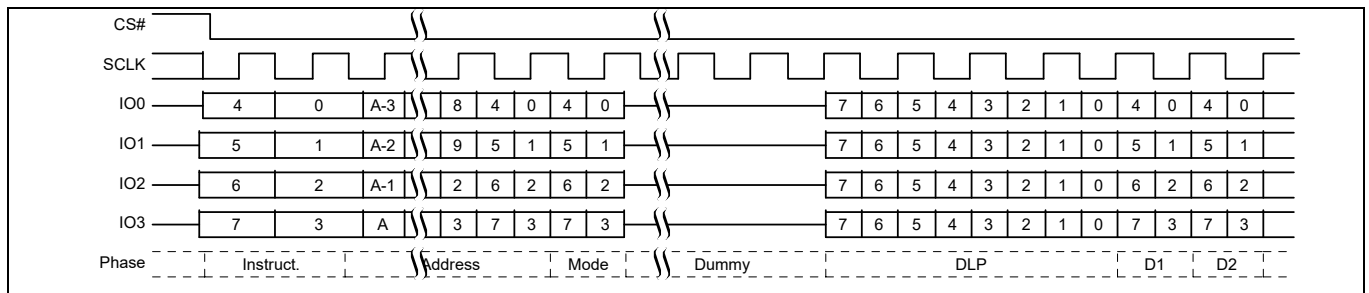 CS#
SCLK
IO0 4 0 A-3 8 4 0 4 0 7 6 5 4 3 2 1 0 4 0 4 0
IO1 5 1 A-2 9 5 1 5 1 7 6 5 4 3 2 1 0 5 1 5 1
IO2 6 2 A-1 2 6 2 6 2 7 6 5 4 3 2 1 0 6 2 6 2
IO3 7 3 A 3 7 3 7 3 7 6 5 4 3 2 1 0 7 3 7 3
Phase Instruct. Address Mode Dummy DLP D1 D2